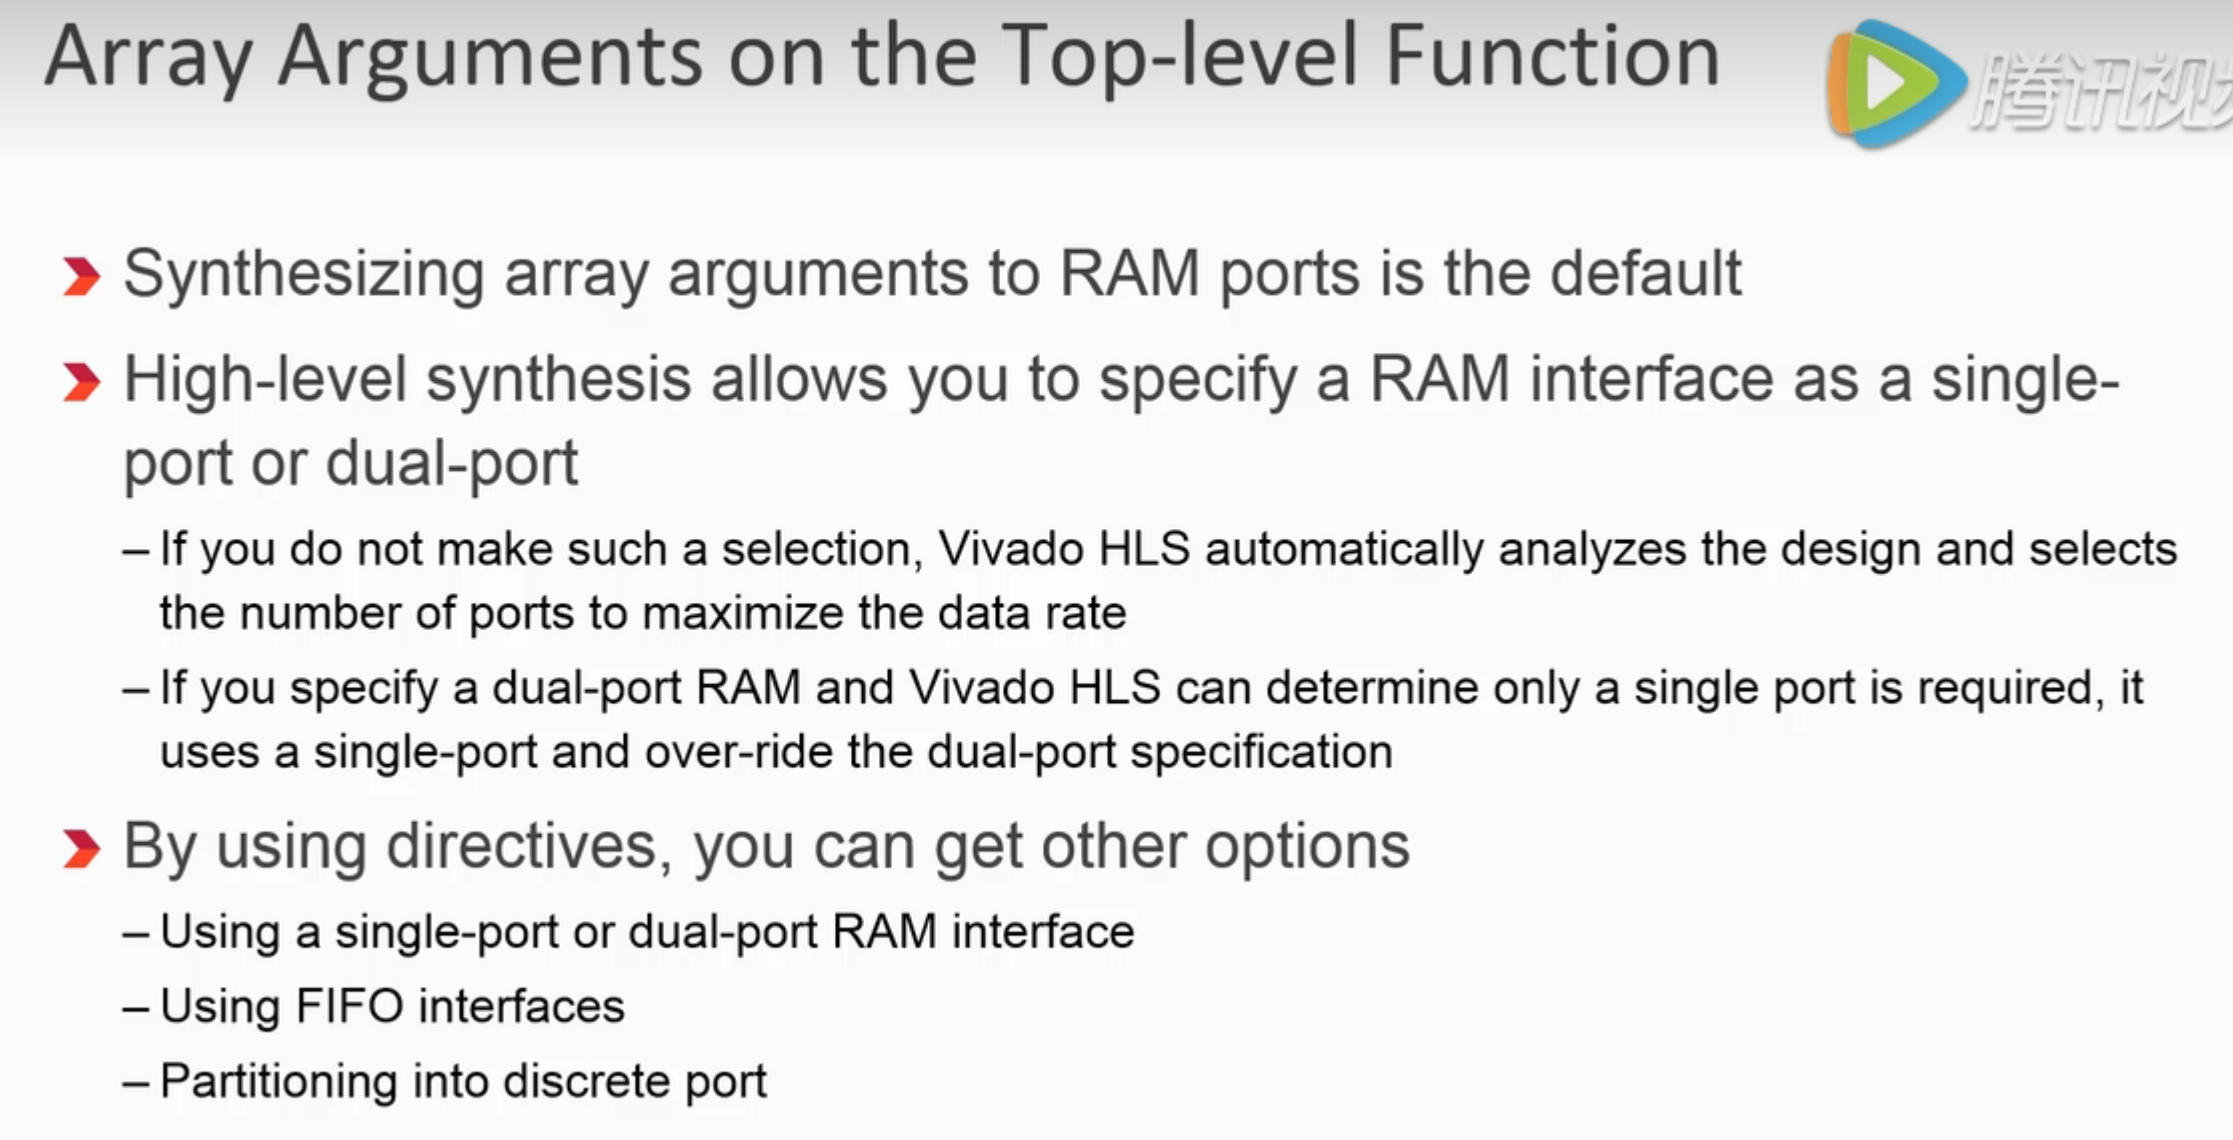 Array Arguments on the Top-level Function
腾讯视
Synthesizing array arguments to RAM ports is the default
High-level synthesis allows you to specify a RAM interface as a single-
port or dual-port
– If you do not make such a selection, Vivado HLS automatically analyzes the design and selects
the number of ports to maximize the data rate
– If you specify a dual-port RAM and Vivado HLS can determine only a single port is required, it
uses a single-port and over-ride the dual-port specification
By using directives, you can get other options
– Using a single-port or dual-port RAM interface
– Using FIFO interfaces
– Partitioning into discrete port